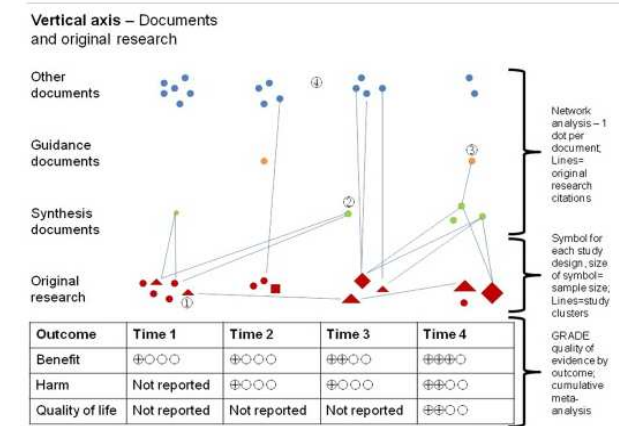 Vertical axis – Documents
and original research
Other
documents
④
Guidance
documents
③
Synthesis
documents
②
Original
research
①
Network
analysis – 1
dot per
document;
Lines=
original
research
citations
Symbol for
each study
design, size
of symbol=
sample size;
Lines=study
clusters
Outcome Time 1 Time 2 Time 3 Time 4
Benefit ⊕○○○ ⊕○○○ ⊕⊕○○ ⊕⊕⊕○
Harm Not reported ⊕○○○ ⊕○○○ ⊕⊕○○
Quality of life Not reported Not reported Not reported ⊕⊕○○
GRADE
quality of
evidence by
outcome;
cumulative
meta-
analysis